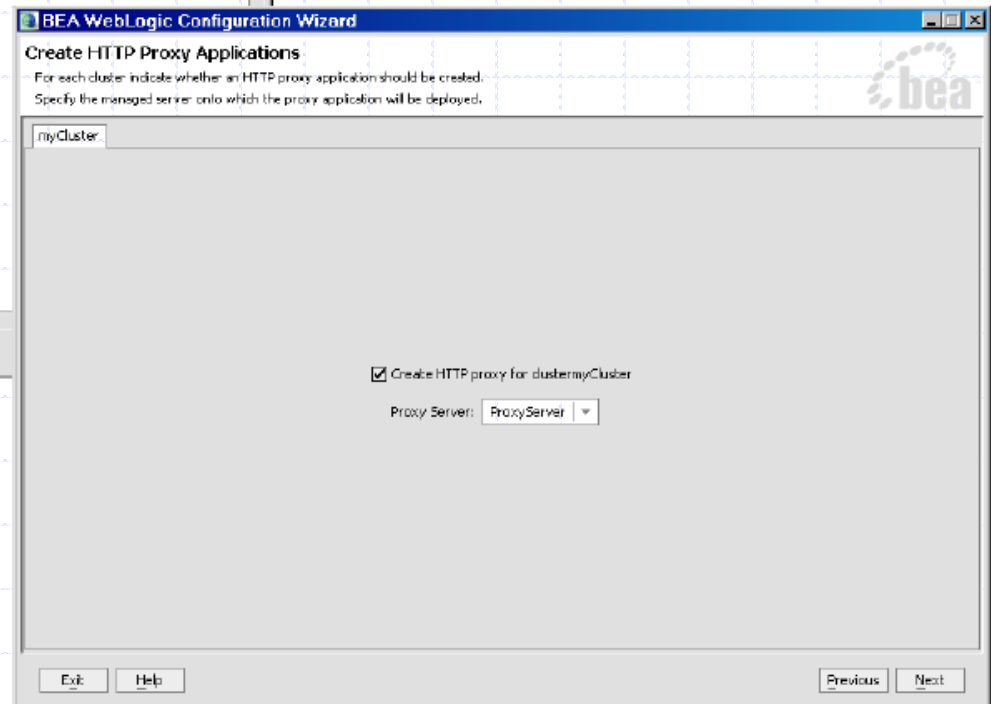 BEA WebLogic Configuration Wizard
Create HTTP Proxy Applications
For each cluster indicate whether an HTTP proxy application should be created.
Specify the managed server onto which the proxy application will be deployed.
bea
myCluster
Create HTTP proxy for clustermyCluster
Proxy Server: ProxyServer
Exit Help Previous Next